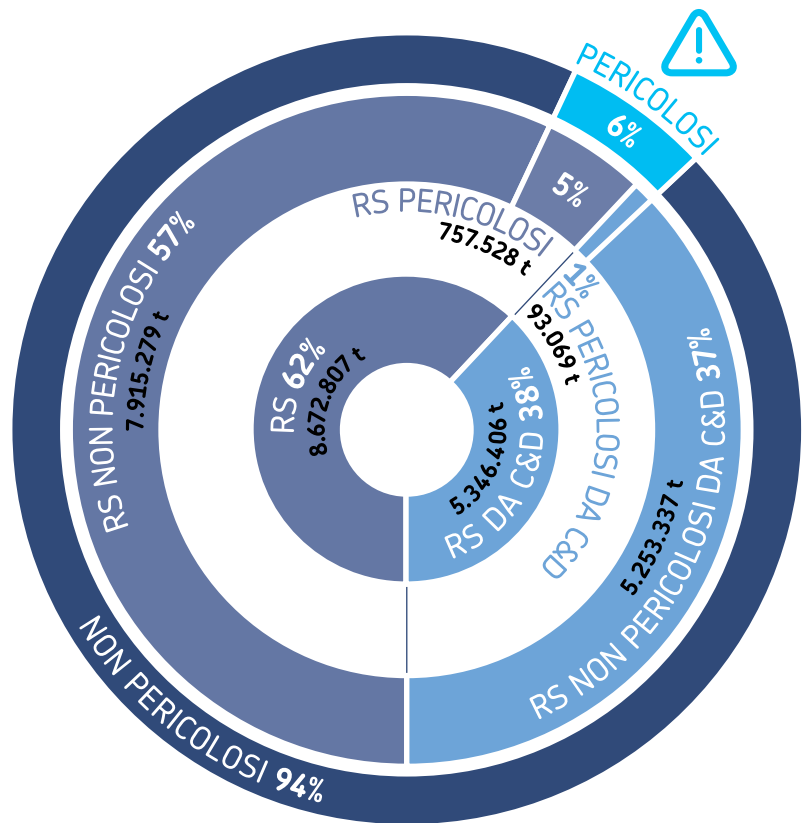 PERICOLOSI
6%
5%
RS PERICOLOSI
757.528 t
1%
RS PERICOLOSI DA C&D
93.069 t
RS NON PERICOLOSI 57%
7.915.279 t
RS 62%
8.672.807 t
RS DA C&D 38%
5.346.406 t
RS NON PERICOLOSI DA C&D 37%
5.253.337 t
NON PERICOLOSI 94%